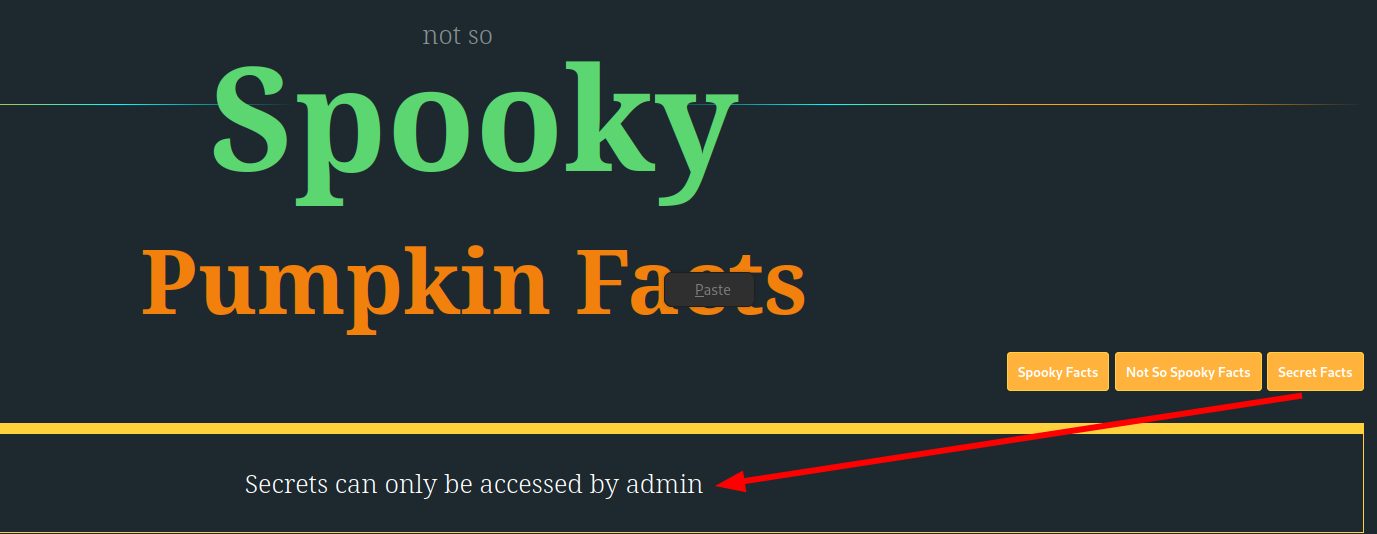 not so
Spooky
Pumpkin Facts
Paste
Spooky Facts
Not So Spooky Facts
Secret Facts
Secrets can only be accessed by admin